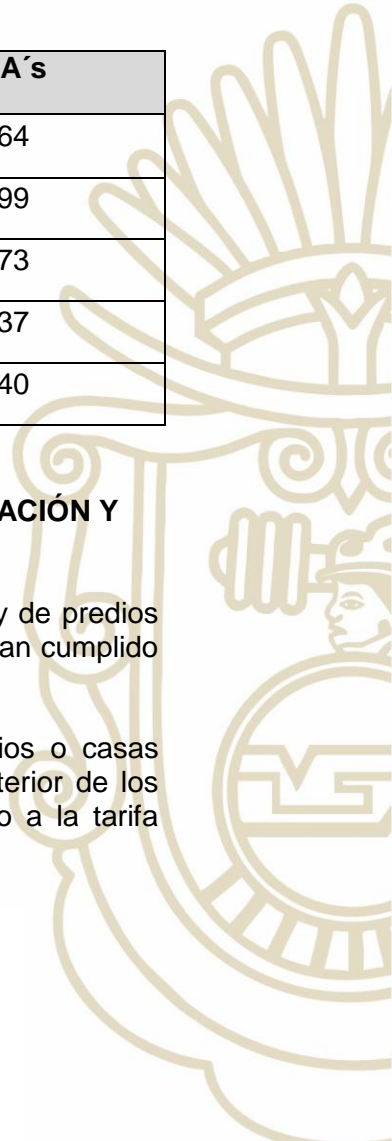 A´s
64
99
73
37
40
ACIÓN Y
y de predios
an cumplido
ios o casas
terior de los
o a la tarifa